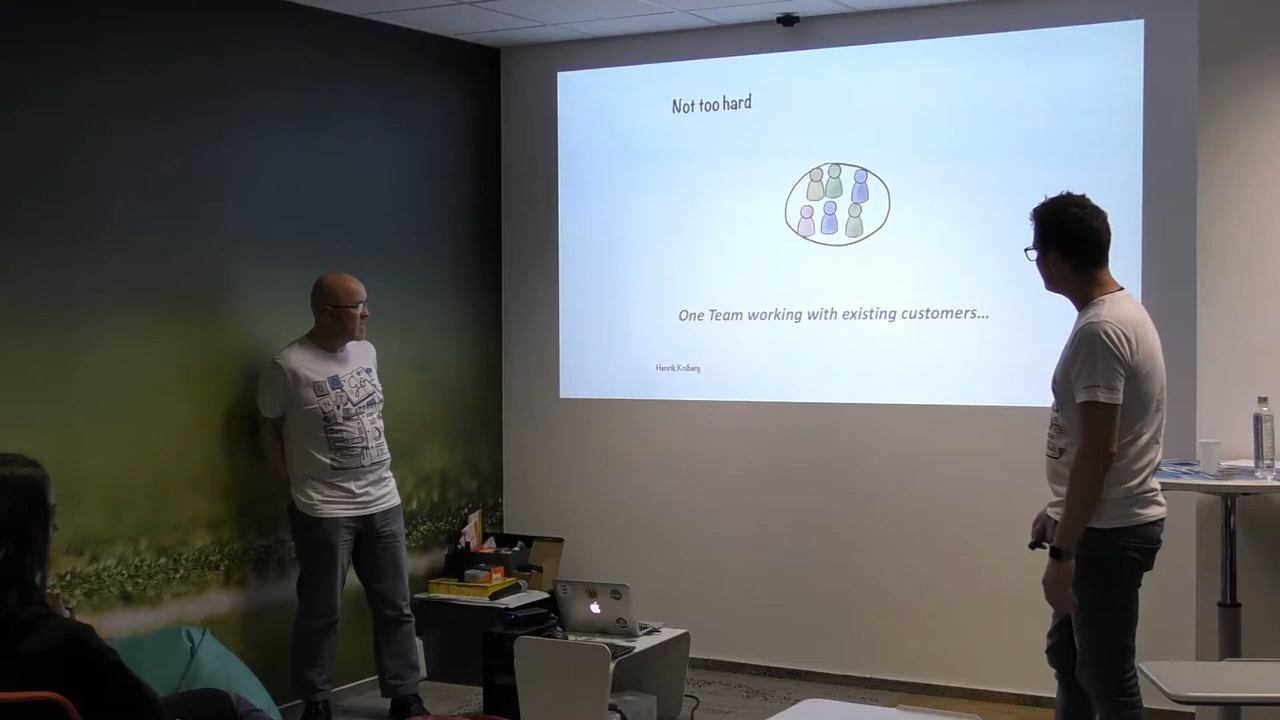 Not too hard
One Team working with existing customers...
Henrik Kniberg